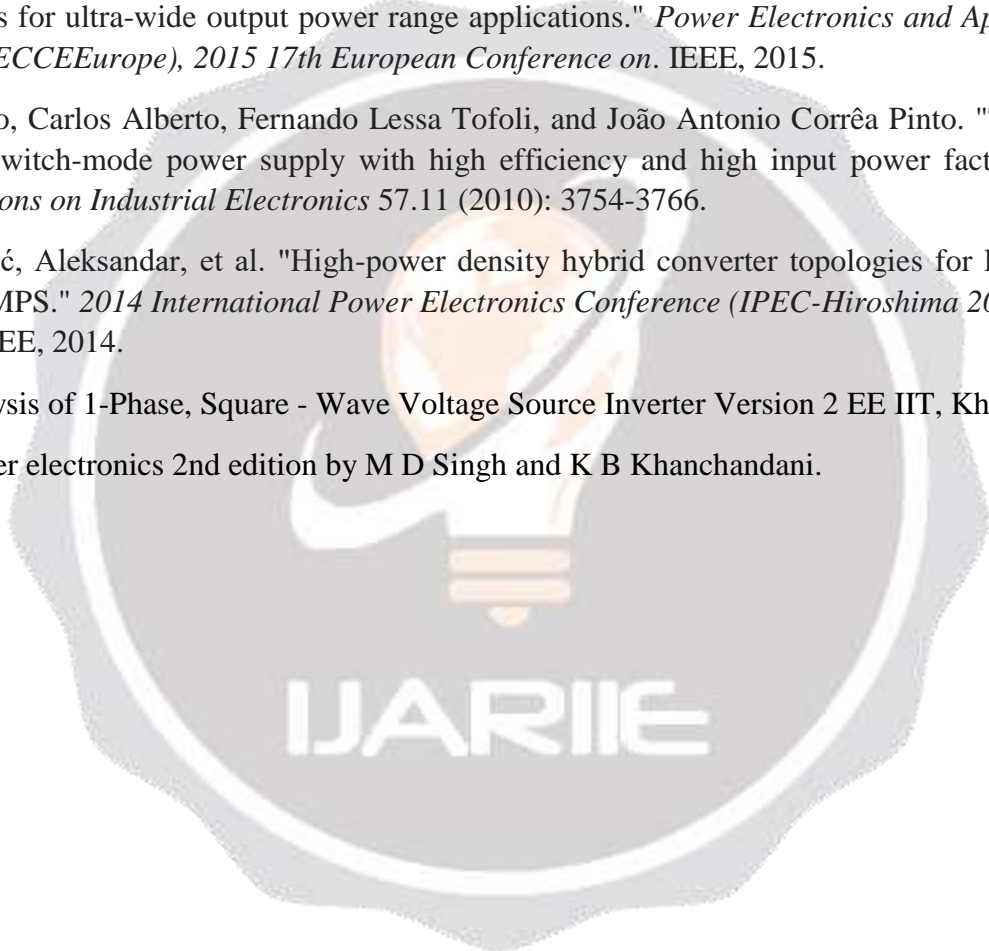 s for ultra-wide output power range applications." Power Electronics and Ap
ECCEEurope), 2015 17th European Conference on. IEEE, 2015.
o, Carlos Alberto, Fernando Lessa Tofoli, and João Antonio Corrêa Pinto. "
witch-mode power supply with high efficiency and high input power fact
ons on Industrial Electronics 57.11 (2010): 3754-3766.
ć, Aleksandar, et al. "High-power density hybrid converter topologies for
MPS." 2014 International Power Electronics Conference (IPEC-Hiroshima 20
EE, 2014.
ysis of 1-Phase, Square - Wave Voltage Source Inverter Version 2 EE IIT, Kh
er electronics 2nd edition by M D Singh and K B Khanchandani.
IJARIIE